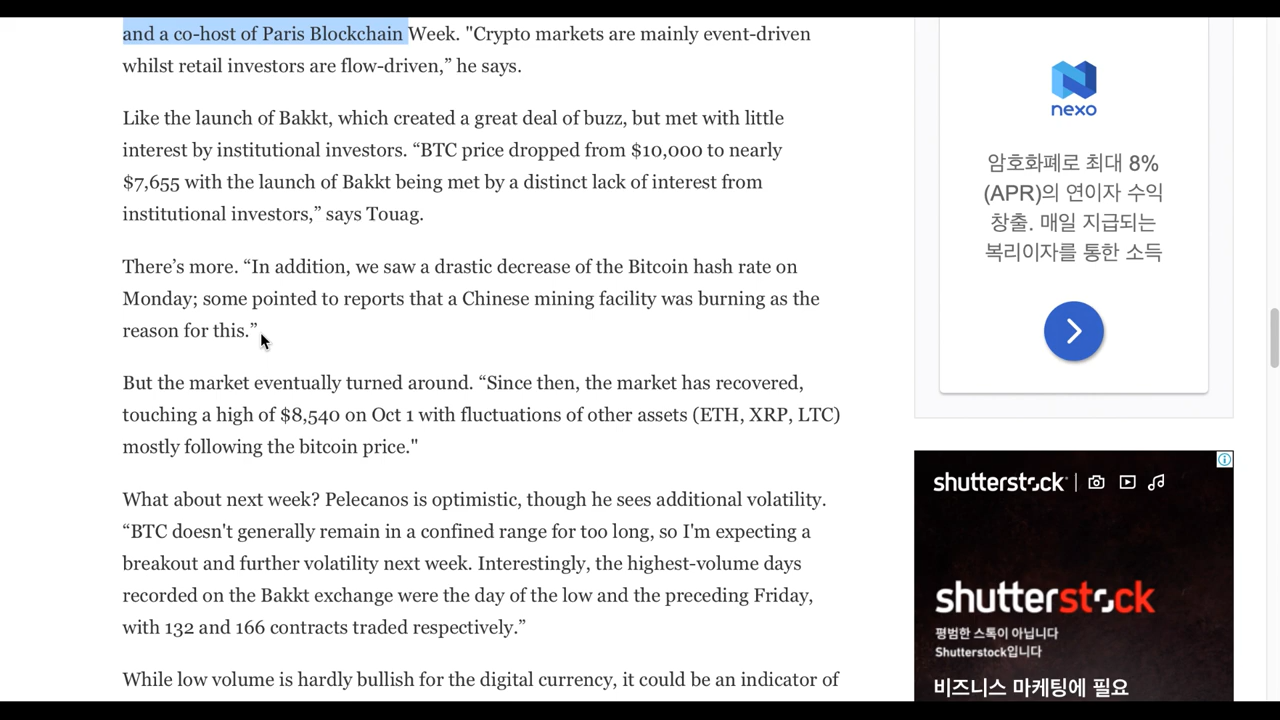 and a co-host of Paris Blockchain Week. "Crypto markets are mainly event-driven
whilst retail investors are flow-driven,” he says.
Like the launch of Bakkt, which created a great deal of buzz, but met with little
interest by institutional investors. “BTC price dropped from $10,000 to nearly
$7,655 with the launch of Bakkt being met by a distinct lack of interest from
institutional investors,” says Touag.
There’s more. “In addition, we saw a drastic decrease of the Bitcoin hash rate on
Monday; some pointed to reports that a Chinese mining facility was burning as the
reason for this.”
But the market eventually turned around. “Since then, the market has recovered,
touching a high of $8,540 on Oct 1 with fluctuations of other assets (ETH, XRP, LTC)
mostly following the bitcoin price."
What about next week? Pelecanos is optimistic, though he sees additional volatility.
“BTC doesn't generally remain in a confined range for too long, so I'm expecting a
breakout and further volatility next week. Interestingly, the highest-volume days
recorded on the Bakkt exchange were the day of the low and the preceding Friday,
with 132 and 166 contracts traded respectively.”
While low volume is hardly bullish for the digital currency, it could be an indicator of
nexo
암호화폐로 최대 8%
(APR)의 연이자 수익
창출. 매일 지급되는
복리이자를 통한 소득
shutterstock
shutterstock
평범한 스톡이 아닙니다
Shutterstock입니다
비즈니스 마케팅에 필요